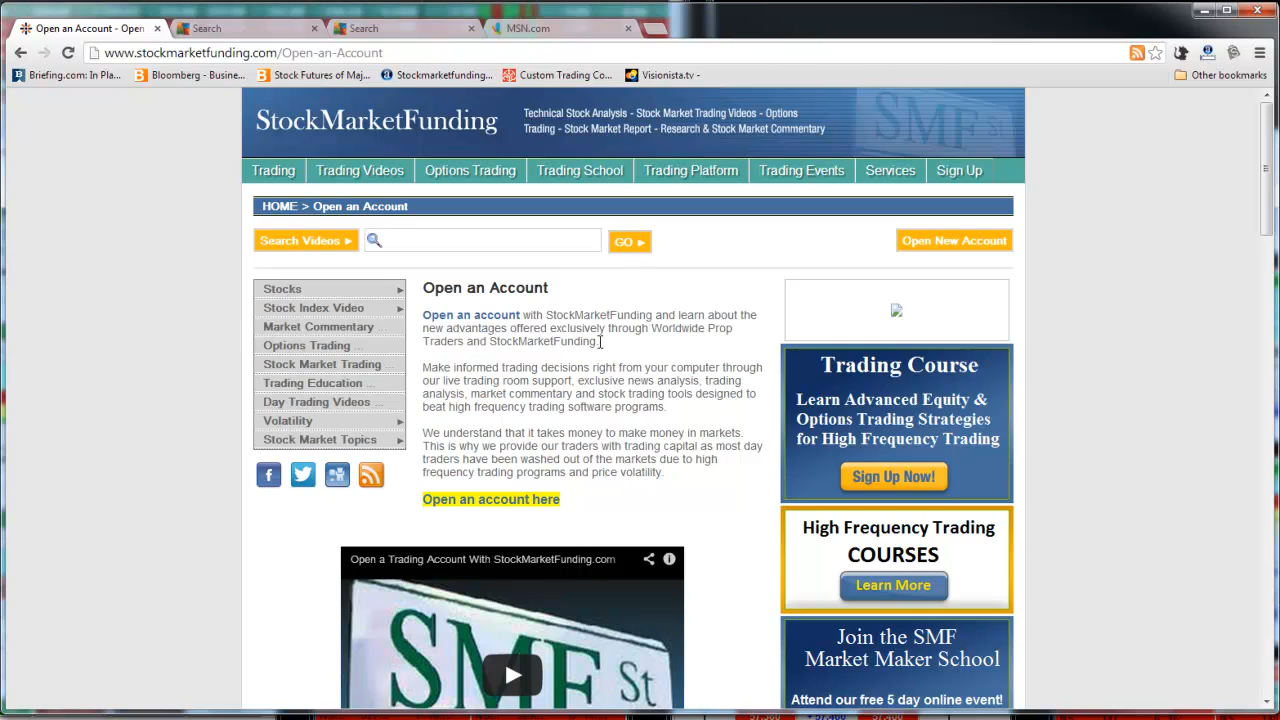 Open an Account - Open
Search
Search
MSN.com
www.stockmarketfunding.com/Open-an-Account
Briefing.com: In Pla...
Bloomberg - Busine...
Stock Futures of Maj...
Stockmarketfunding...
Custom Trading Co...
Visionista.tv -
Other bookmarks
StockMarketFunding
Technical Stock Analysis - Stock Market Trading Videos - Options
Trading - Stock Market Report - Research & Stock Market Commentary
SMF St
Trading
Trading Videos
Options Trading
Trading School
Trading Platform
Trading Events
Services
Sign Up
HOME > Open an Account
Search Videos
GO
Open New Account
Stocks
Stock Index Video
Market Commentary ...
Options Trading ...
Stock Market Trading ...
Trading Education ...
Day Trading Videos ...
Volatility
Stock Market Topics
Open an Account
Open an account with StockMarketFunding and learn about the
new advantages offered exclusively through Worldwide Prop
Traders and StockMarketFunding.
Make informed trading decisions right from your computer through
our live trading room support, exclusive news analysis, trading
analysis, market commentary and stock trading tools designed to
beat high frequency trading software programs.
We understand that it takes money to make money in markets.
This is why we provide our traders with trading capital as most day
traders have been washed out of the markets due to high
frequency trading programs and price volatility.
Open an account here
Open a Trading Account With StockMarketFunding.com
SMF St
Trading Course
Learn Advanced Equity &
Options Trading Strategies
for High Frequency Trading
Sign Up Now!
High Frequency Trading
COURSES
Learn More
Join the SMF
Market Maker School
Attend our free 5 day online event!